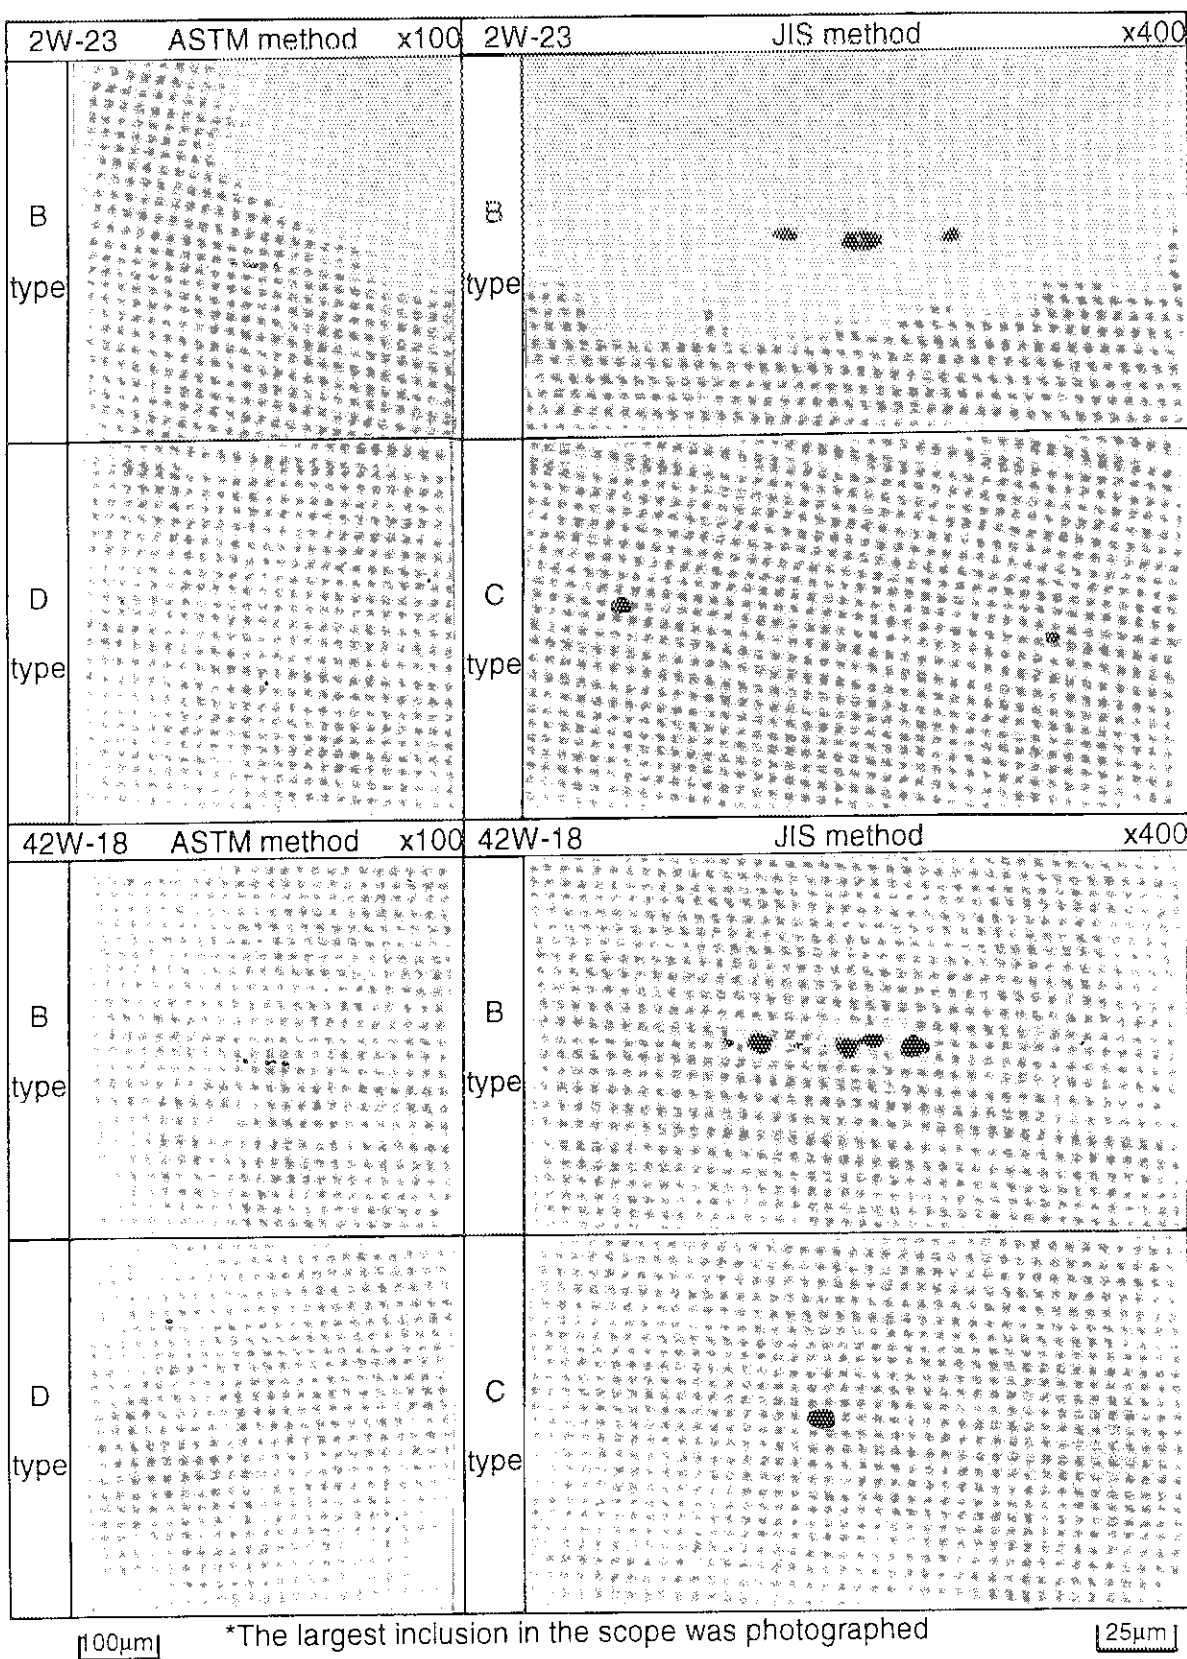 2W-23 ASTM method x100 2W-23 JIS method x400
B type B type
D type C type
42W-18 ASTM method x100 42W-18 JIS method x400
B type B type
D type C type
100μm *The largest inclusion in the scope was photographed 25μm